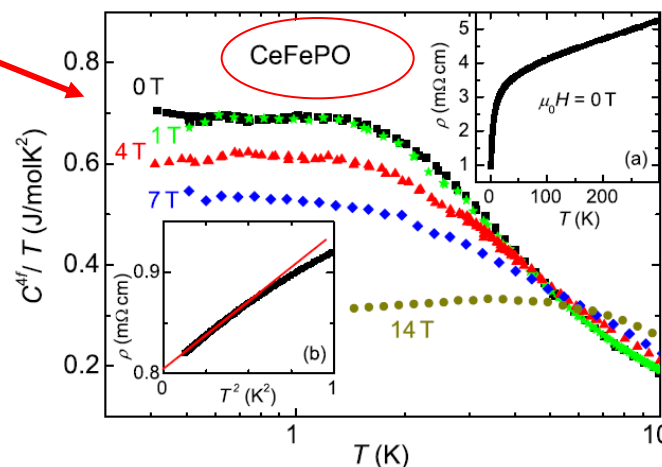 CeFePO
0 T
1 T
4 T
7 T
14 T
0.8
0.6
0.4
0.2
C^{4f}/ T (J/molK²)
1
10
T (K)
5
4
3
2
1
ρ (mΩ cm)
μ₀H = 0 T
(a)
0
100
200
T (K)
0.9
0.8
ρ (mΩ cm)
(b)
0
1
T² (K²)